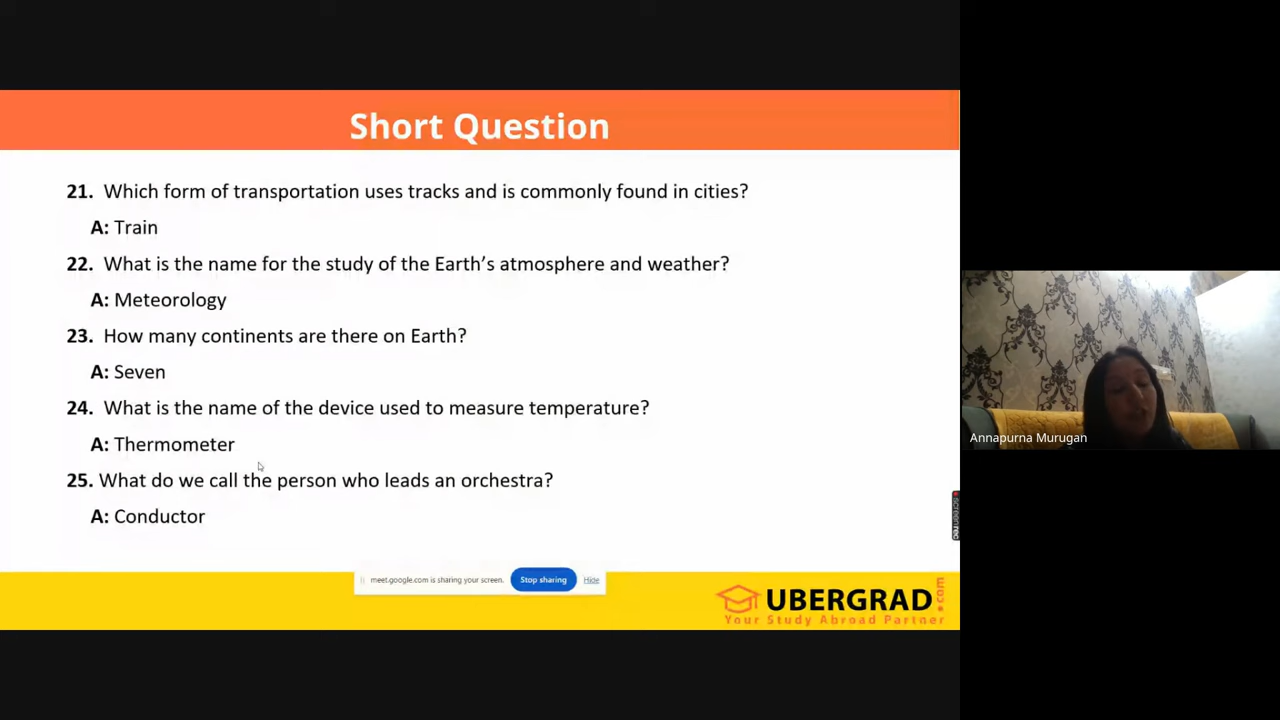 Short Question
21. Which form of transportation uses tracks and is commonly found in cities?
A: Train
22. What is the name for the study of the Earth's atmosphere and weather?
A: Meteorology
23. How many continents are there on Earth?
A: Seven
24. What is the name of the device used to measure temperature?
A: Thermometer
25. What do we call the person who leads an orchestra?
A: Conductor
meet.google.com is sharing your screen. Stop sharing Hide
UBERGRAD.com
Your Study Abroad Partner
Annapurna Murugan
screenrec